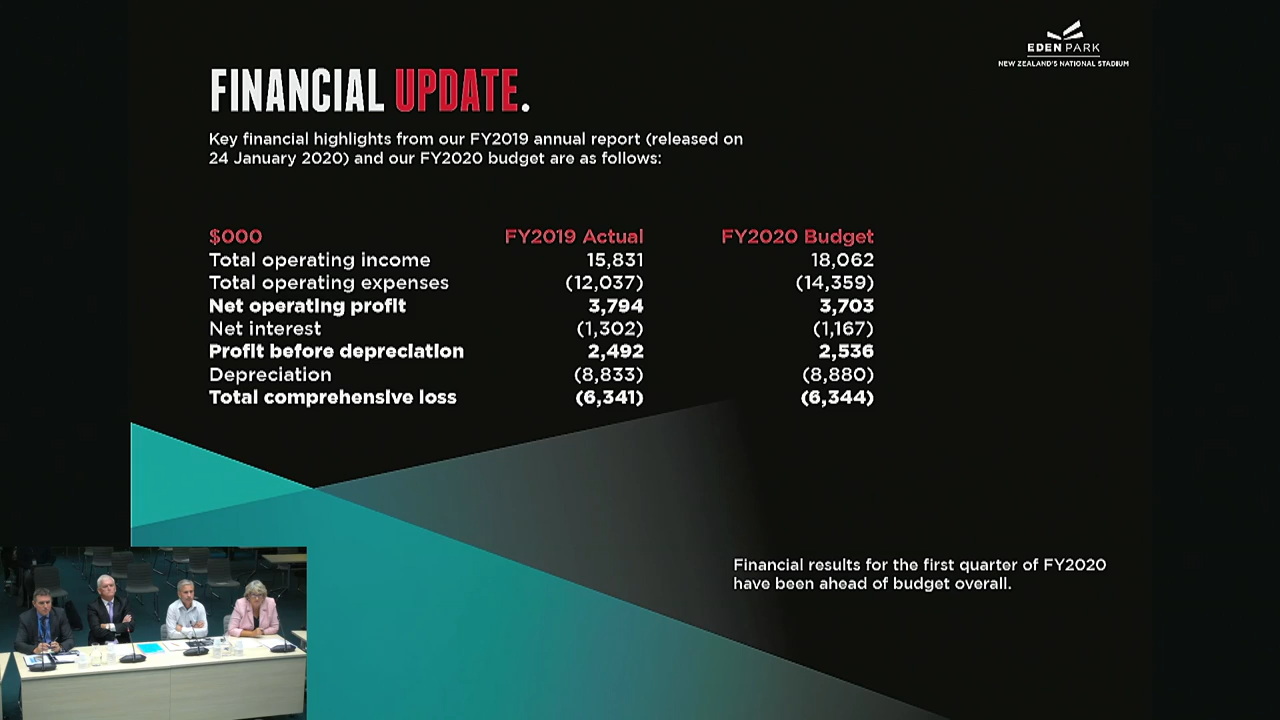 EDEN PARK
NEW ZEALAND'S NATIONAL STADIUM
FINANCIAL UPDATE.
Key financial highlights from our FY2019 annual report (released on
24 January 2020) and our FY2020 budget are as follows:
$000 FY2019 Actual FY2020 Budget
Total operating income 15,831 18,062
Total operating expenses (12,037) (14,359)
Net operating profit 3,794 3,703
Net interest (1,302) (1,167)
Profit before depreciation 2,492 2,536
Depreciation (8,833) (8,880)
Total comprehensive loss (6,341) (6,344)
Financial results for the first quarter of FY2020
have been ahead of budget overall.